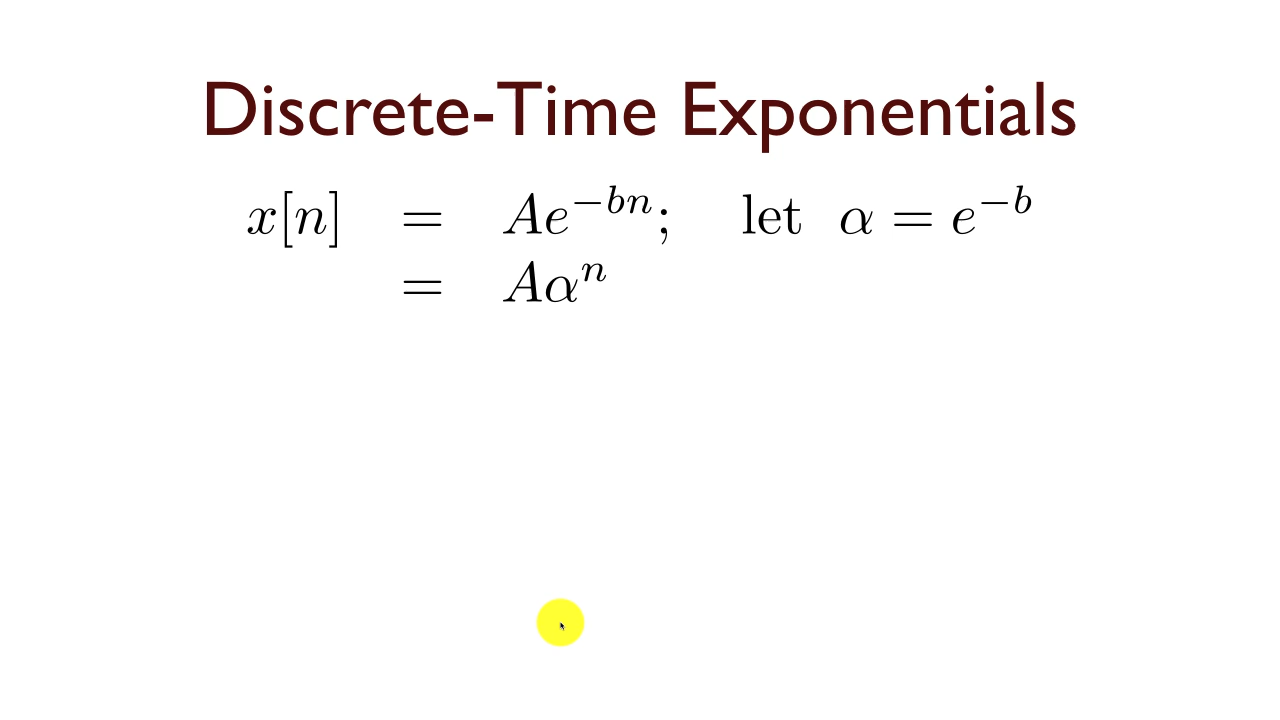 Discrete-Time Exponentials
x[n] = Ae^{-bn}; let α = e^{-b}
= Aα^n